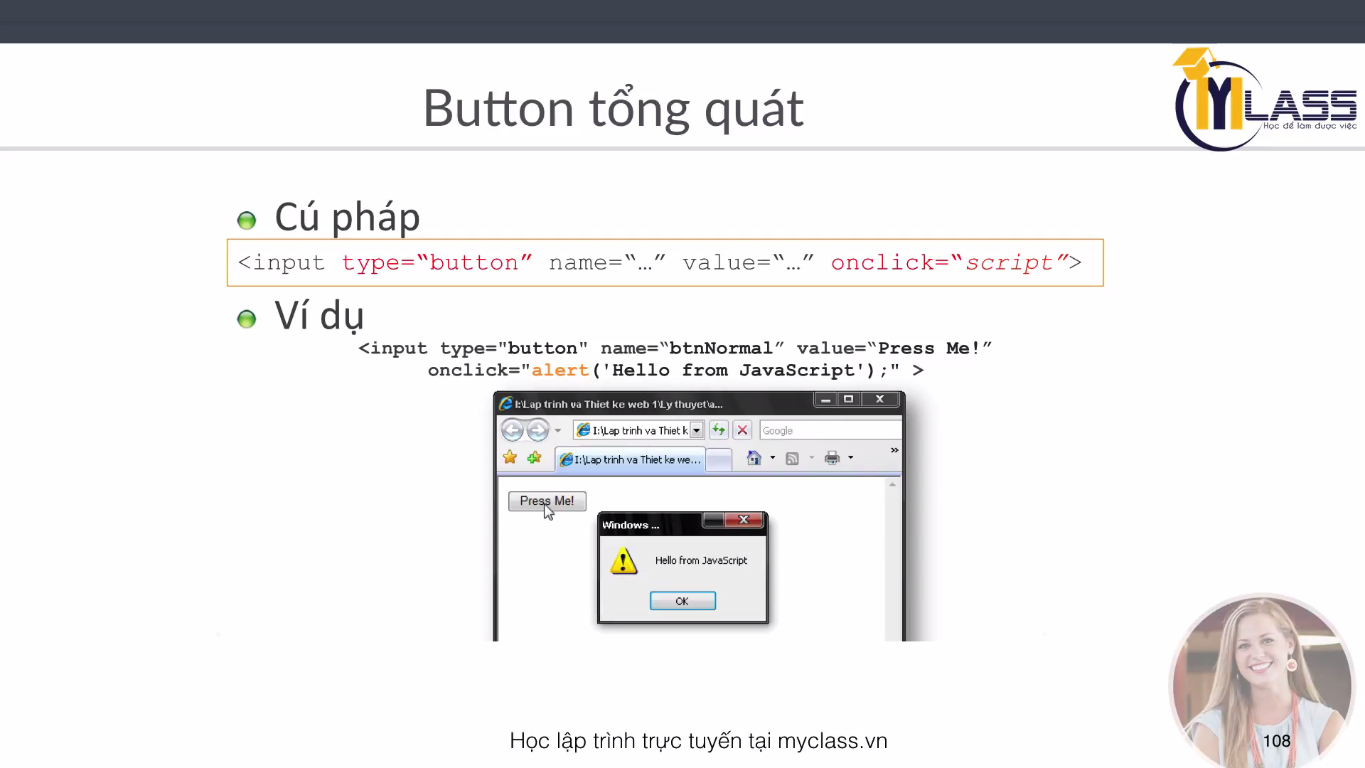 Button tổng quát
MYLASS
Học để làm được việc
Cú pháp
<input type=“button” name=“…” value=“…” onclick=“script”>
Ví dụ
<input type="button" name=“btnNormal” value=“Press Me!”
onclick="alert('Hello from JavaScript');" >
I:\Lap trinh va Thiet ke web 1\Ly thuyet\a...
I:\Lap trinh va Thiet k
Google
I:\Lap trinh va Thiet ke we...
»
Press Me!
Windows ...
Hello from JavaScript
OK
Học lập trình trực tuyến tại myclass.vn
108